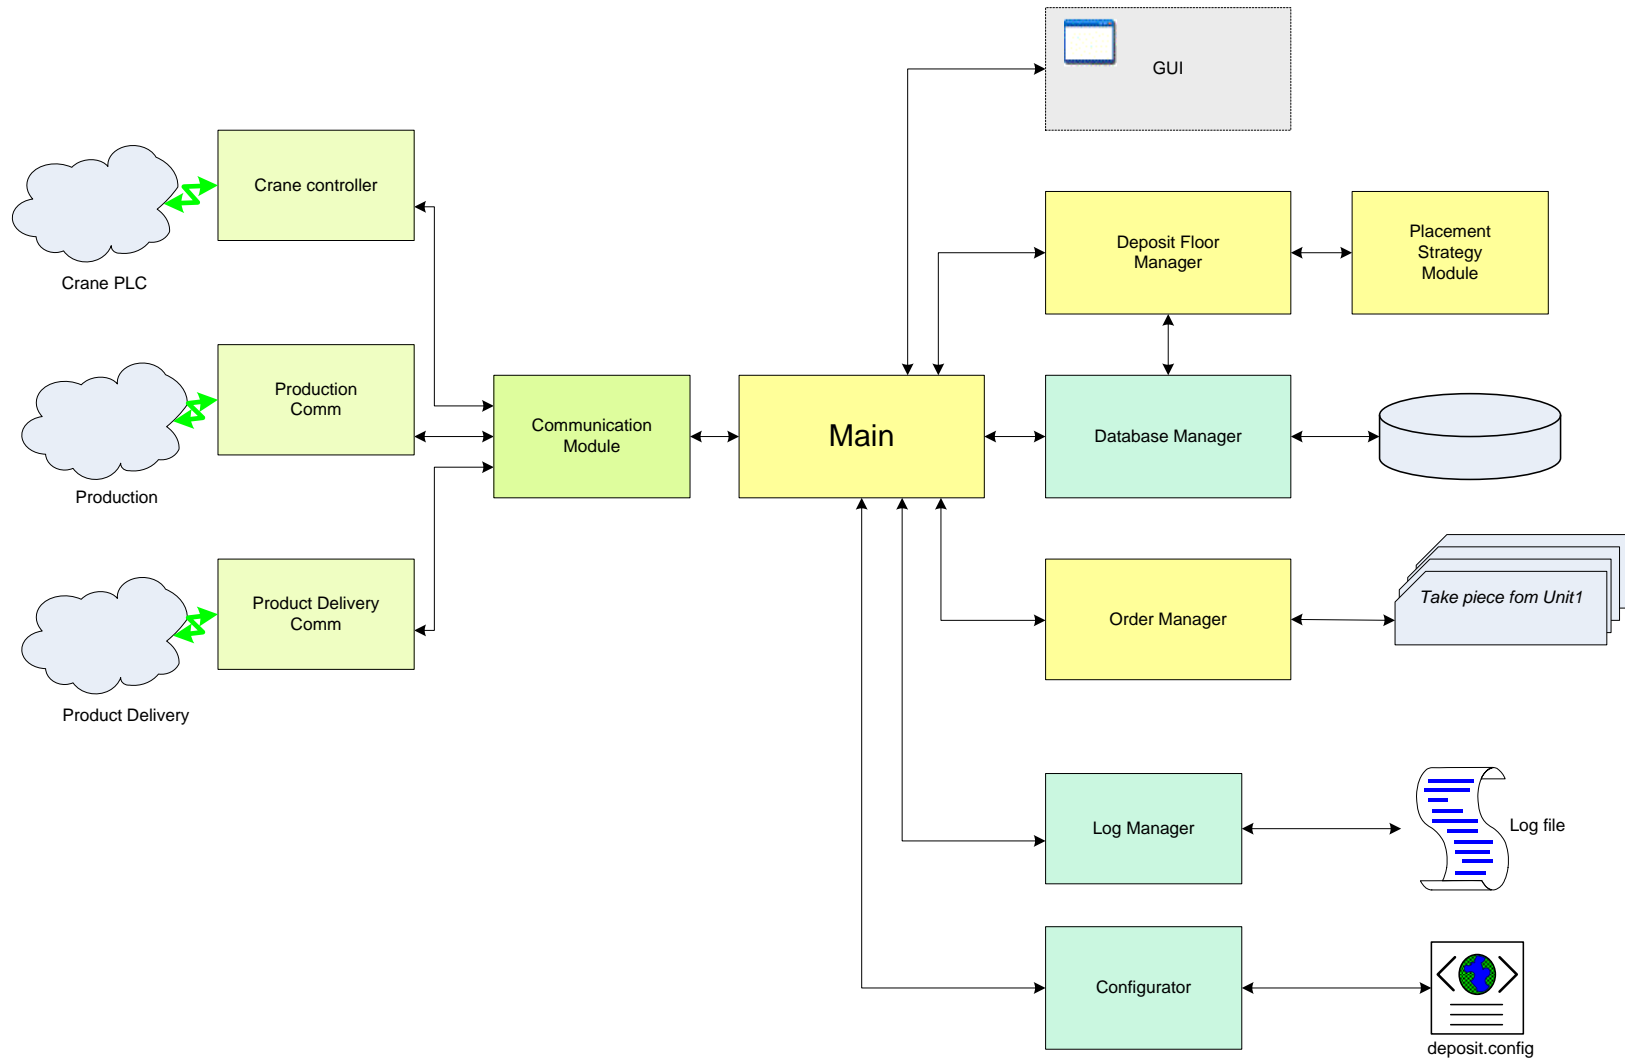 GUI
Crane controller
Crane PLC
Deposit Floor
Manager
Placement
Strategy
Module
Production
Comm
Production
Communication
Module
Main
Database Manager
Product Delivery
Comm
Product Delivery
Order Manager
Take piece fom Unit1
Log Manager
Log file
Configurator
deposit.config